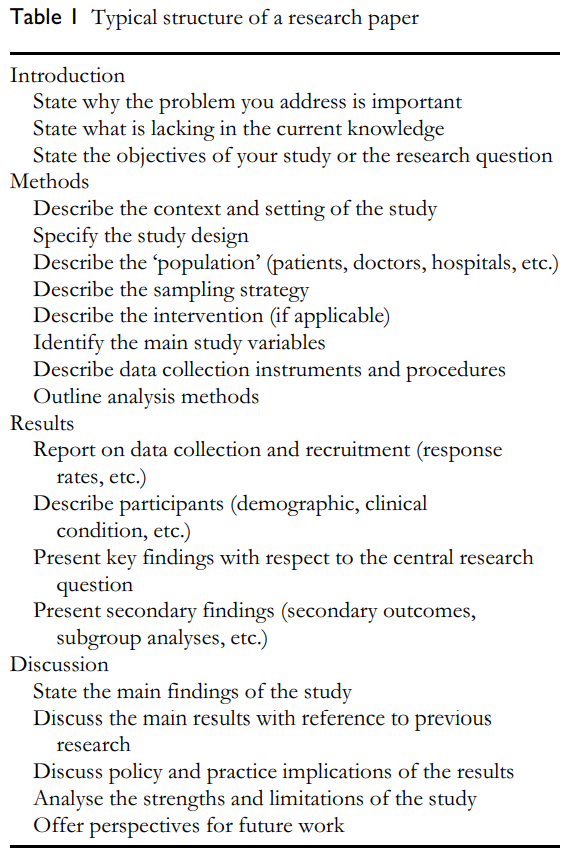 Table 1 Typical structure of a research paper
Introduction
State why the problem you address is important
State what is lacking in the current knowledge
State the objectives of your study or the research question
Methods
Describe the context and setting of the study
Specify the study design
Describe the ‘population’ (patients, doctors, hospitals, etc.)
Describe the sampling strategy
Describe the intervention (if applicable)
Identify the main study variables
Describe data collection instruments and procedures
Outline analysis methods
Results
Report on data collection and recruitment (response
rates, etc.)
Describe participants (demographic, clinical
condition, etc.)
Present key findings with respect to the central research
question
Present secondary findings (secondary outcomes,
subgroup analyses, etc.)
Discussion
State the main findings of the study
Discuss the main results with reference to previous
research
Discuss policy and practice implications of the results
Analyse the strengths and limitations of the study
Offer perspectives for future work